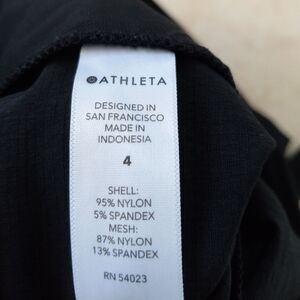 ATHLETA
DESIGNED IN
SAN FRANCISCO
MADE IN
INDONESIA
4
SHELL:
95% NYLON
5% SPANDEX
MESH:
87% NYLON
13% SPANDEX
RN 54023